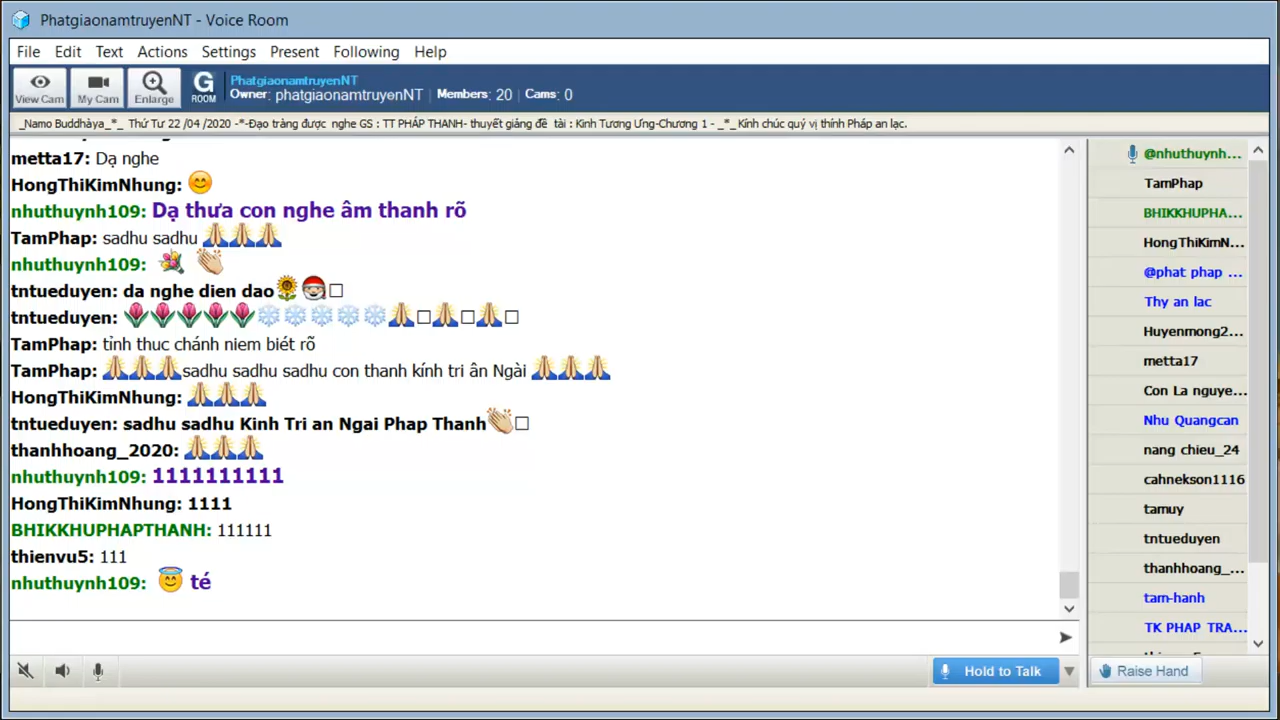 PhatgiaonamtruyenNT - Voice Room
File Edit Text Actions Settings Present Following Help
View Cam My Cam Enlarge G ROOM
PhatgiaonamtruyenNT
Owner: phatgiaonamtruyenNT Members: 20 Cams: 0
_Namo Buddhàya_*_ Thứ Tư 22 /04 /2020 -*-Đạo tràng được nghe GS : TT PHÁP THANH- thuyết giảng đề tài : Kinh Tương Ưng-Chương 1 - _*_ Kính chúc quý vị thính Pháp an lạc.
metta17: Dạ nghe
HongThiKimNhung: 😊
nhuthuynh109: Dạ thưa con nghe âm thanh rõ
TamPhap: sadhu sadhu 🙏🙏🙏
nhuthuynh109: 💐 👏
tntueduyen: da nghe dien dao🌻🎅□
tntueduyen: 🌷🌷🌷🌷🌷❄❄❄❄❄🙏□🙏□🙏□
TamPhap: tỉnh thuc chánh niem biét rõ
TamPhap: 🙏🙏🙏sadhu sadhu sadhu con thanh kính tri ân Ngài 🙏🙏🙏
HongThiKimNhung: 🙏🙏🙏
tntueduyen: sadhu sadhu Kinh Tri an Ngai Phap Thanh👏□
thanhhoang_2020: 🙏🙏🙏
nhuthuynh109: 1111111111
HongThiKimNhung: 1111
BHIKKHUPHAPTHANH: 111111
thienvu5: 111
nhuthuynh109: 😇 té
@nhuthuynh...
TamPhap
BHIKKHUPHA...
HongThiKimN...
@phat phap ...
Thy an lac
Huyenmong2...
metta17
Con La nguye...
Nhu Quangcan
nang chieu_24
cahnekson1116
tamuy
tntueduyen
thanhhoang_...
tam-hanh
TK PHAP TRA...
Hold to Talk
Raise Hand